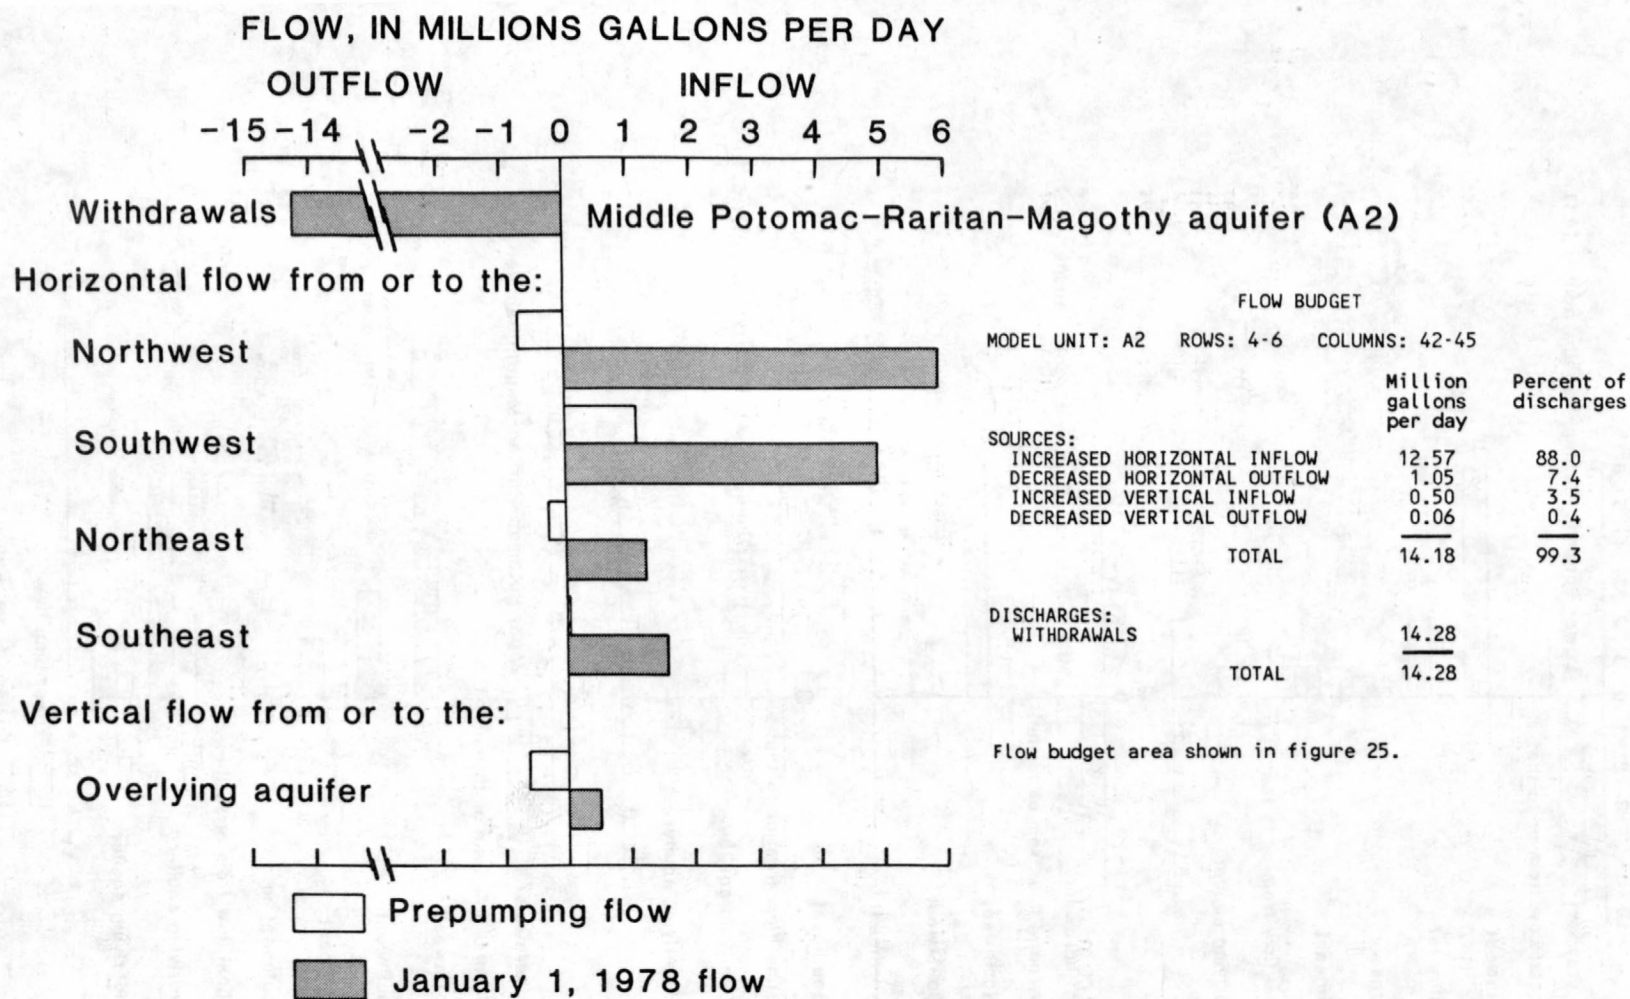 FLOW, IN MILLIONS GALLONS PER DAY
OUTFLOW INFLOW
-15 -14 -2 -1 0 1 2 3 4 5 6
Withdrawals
Middle Potomac-Raritan-Magothy aquifer (A2)
Horizontal flow from or to the:
Northwest
Southwest
Northeast
Southeast
Vertical flow from or to the:
Overlying aquifer
Prepumping flow
January 1, 1978 flow
FLOW BUDGET
MODEL UNIT: A2 ROWS: 4-6 COLUMNS: 42-45
Million Percent of
gallons discharges
per day
SOURCES:
INCREASED HORIZONTAL INFLOW 12.57 88.0
DECREASED HORIZONTAL OUTFLOW 1.05 7.4
INCREASED VERTICAL INFLOW 0.50 3.5
DECREASED VERTICAL OUTFLOW 0.06 0.4
TOTAL 14.18 99.3
DISCHARGES:
WITHDRAWALS 14.28
TOTAL 14.28
Flow budget area shown in figure 25.